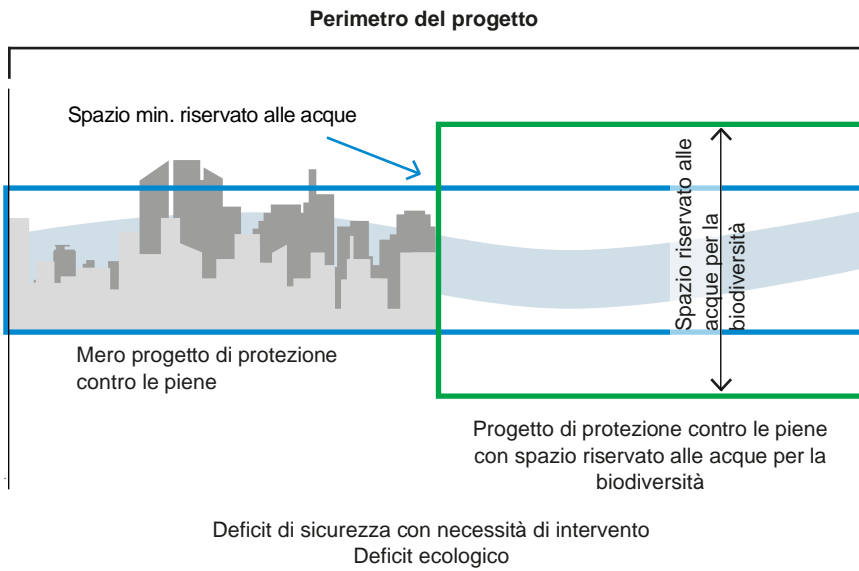 Perimetro del progetto
Spazio min. riservato alle acque
Spazio riservato alle
acque per la
biodiversità
Mero progetto di protezione
contro le piene
Progetto di protezione contro le piene
con spazio riservato alle acque per la
biodiversità
Deficit di sicurezza con necessità di intervento
Deficit ecologico